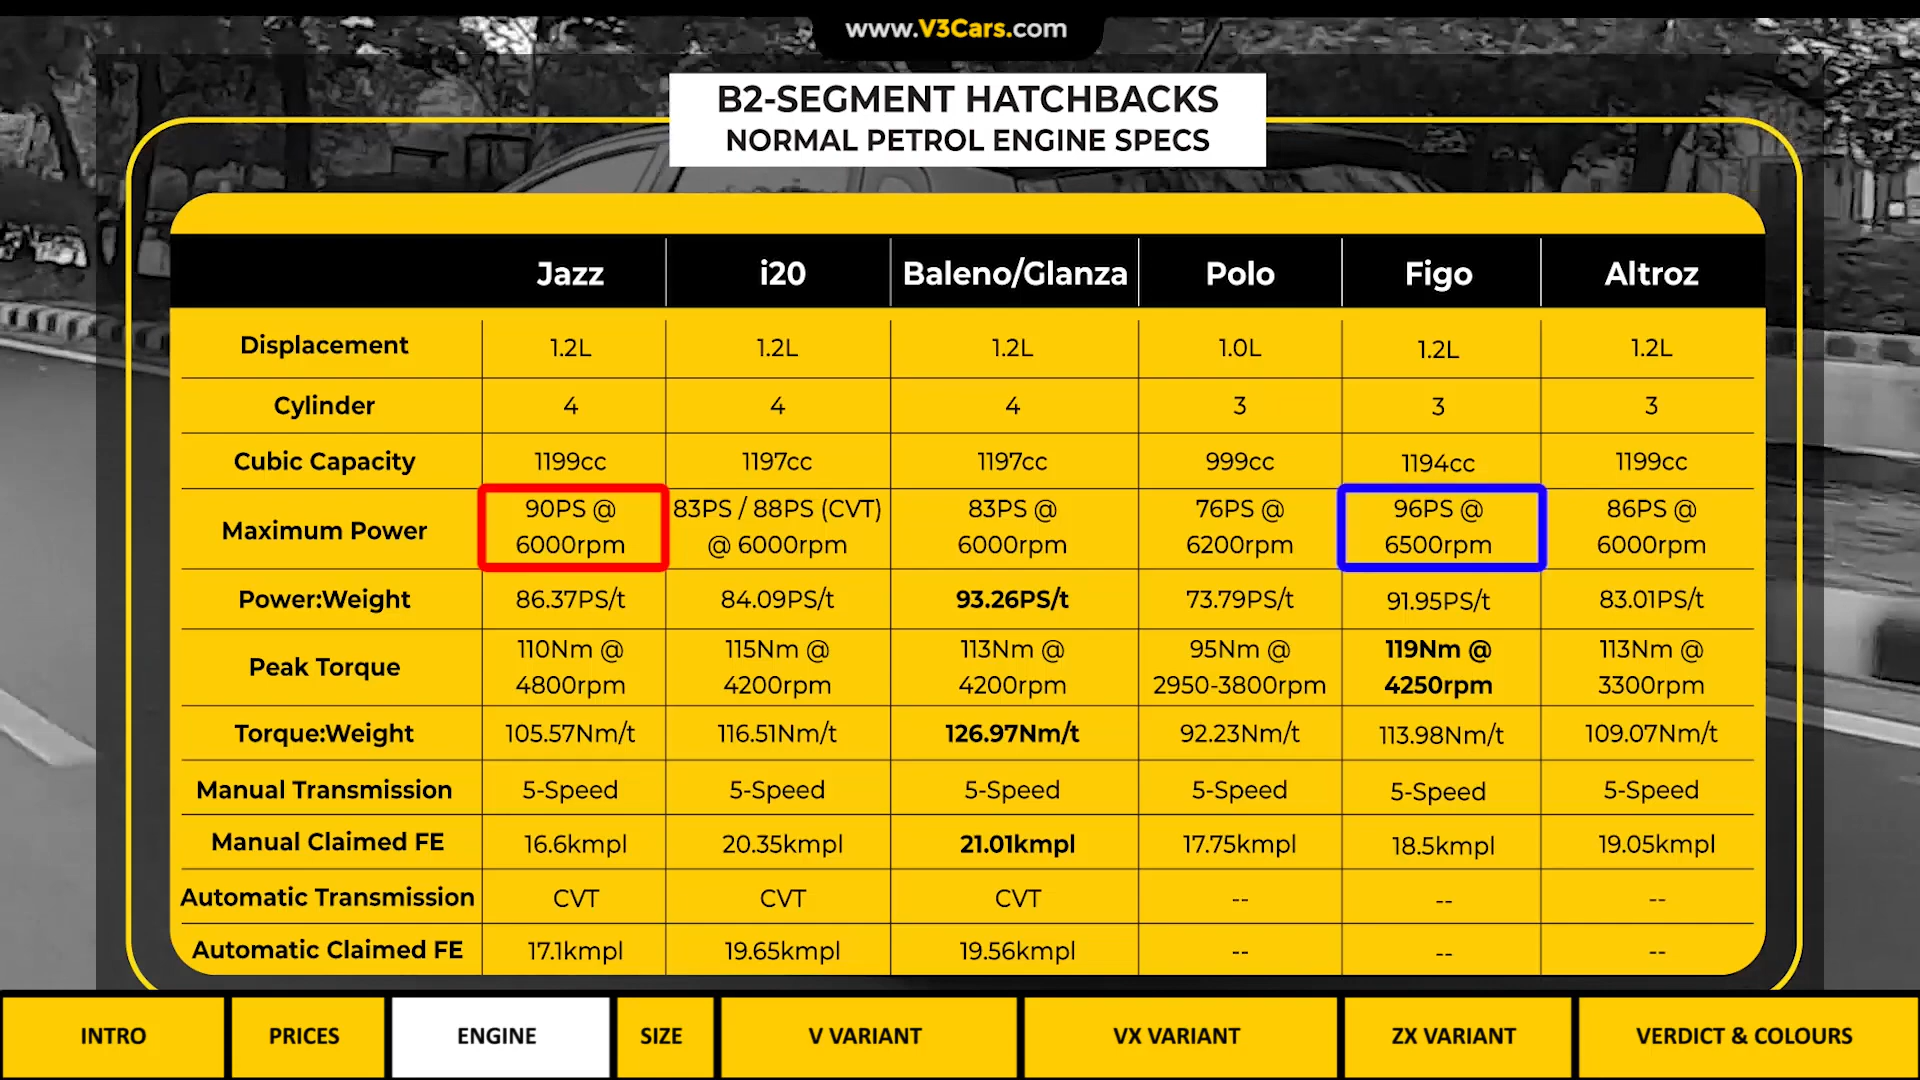 www.V3Cars.com
B2-SEGMENT HATCHBACKS
NORMAL PETROL ENGINE SPECS
Jazz i20 Baleno/Glanza Polo Figo Altroz
Displacement 1.2L 1.2L 1.2L 1.0L 1.2L 1.2L
Cylinder 4 4 4 3 3 3
Cubic Capacity 1199cc 1197cc 1197cc 999cc 1194cc 1199cc
Maximum Power 90PS @ 6000rpm 83PS / 88PS (CVT) @ 6000rpm 83PS @ 6000rpm 76PS @ 6200rpm 96PS @ 6500rpm 86PS @ 6000rpm
Power:Weight 86.37PS/t 84.09PS/t 93.26PS/t 73.79PS/t 91.95PS/t 83.01PS/t
Peak Torque 110Nm @ 4800rpm 115Nm @ 4200rpm 113Nm @ 4200rpm 95Nm @ 2950-3800rpm 119Nm @ 4250rpm 113Nm @ 3300rpm
Torque:Weight 105.57Nm/t 116.51Nm/t 126.97Nm/t 92.23Nm/t 113.98Nm/t 109.07Nm/t
Manual Transmission 5-Speed 5-Speed 5-Speed 5-Speed 5-Speed 5-Speed
Manual Claimed FE 16.6kmpl 20.35kmpl 21.01kmpl 17.75kmpl 18.5kmpl 19.05kmpl
Automatic Transmission CVT CVT CVT -- -- --
Automatic Claimed FE 17.1kmpl 19.65kmpl 19.56kmpl -- -- --
INTRO PRICES ENGINE SIZE V VARIANT VX VARIANT ZX VARIANT VERDICT & COLOURS